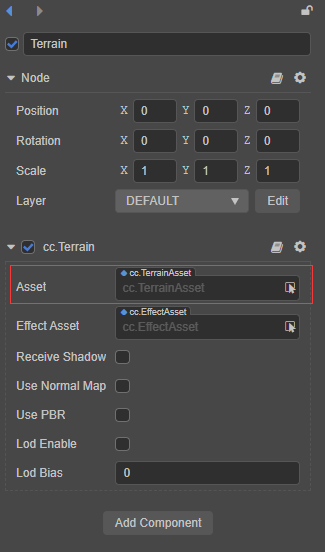 Terrain
Node
Position X 0 Y 0 Z 0
Rotation X 0 Y 0 Z 0
Scale X 1 Y 1 Z 1
Layer DEFAULT Edit
cc.Terrain
cc.TerrainAsset
Asset cc.TerrainAsset
cc.EffectAsset
Effect Asset cc.EffectAsset
Receive Shadow
Use Normal Map
Use PBR
Lod Enable
Lod Bias 0
Add Component